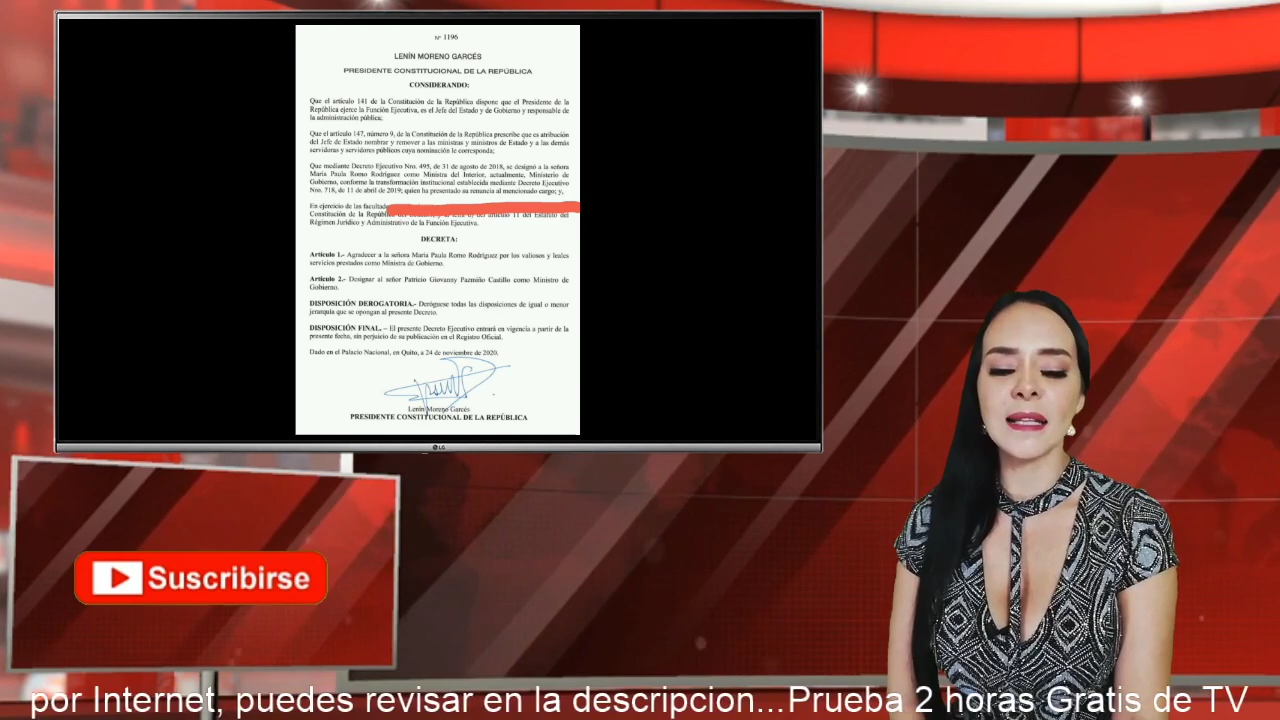 Nº 1196
LENÍN MORENO GARCÉS
PRESIDENTE CONSTITUCIONAL DE LA REPÚBLICA
CONSIDERANDO:
Que el artículo 141 de la Constitución de la República dispone que el Presidente de la
República ejerce la Función Ejecutiva, es el Jefe del Estado y de Gobierno y responsable de
la administración pública;
Que el artículo 147, número 9, de la Constitución de la República prescribe que es atribución
del Jefe de Estado nombrar y remover a las ministras y ministros de Estado y a las demás
servidoras y servidores públicos cuya nominación le corresponda;
Que mediante Decreto Ejecutivo Nro. 495, de 31 de agosto de 2018, se designó a la señora
María Paula Romo Rodríguez como Ministra del Interior, actualmente, Ministerio de
Gobierno, conforme la transformación institucional establecida mediante Decreto Ejecutivo
Nro. 718, de 11 de abril de 2019; quien ha presentado su renuncia al mencionado cargo; y,
En ejercicio de las
Constitución de la República del artículo 11 del Estatuto del
Régimen Jurídico y Administrativo de la Función Ejecutiva.
DECRETA:
Artículo 1.- Agradecer a la señora María Paula Romo Rodríguez por los valiosos y leales
servicios prestados como Ministra de Gobierno.
Artículo 2.- Designar al señor Patricio Giovanny Pazmiño Castillo como Ministro de
Gobierno.
DISPOSICIÓN DEROGATORIA.- Deróguese todas las disposiciones de igual o menor
jerarquía que se opongan al presente Decreto.
DISPOSICIÓN FINAL. – El presente Decreto Ejecutivo entrará en vigencia a partir de la
presente fecha, sin perjuicio de su publicación en el Registro Oficial.
Dado en el Palacio Nacional, en Quito, a 24 de noviembre de 2020.
Lenín Moreno Garcés
PRESIDENTE CONSTITUCIONAL DE LA REPÚBLICA
LG
Suscribirse
por Internet, puedes revisar en la descripcion...Prueba 2 horas Gratis de TV